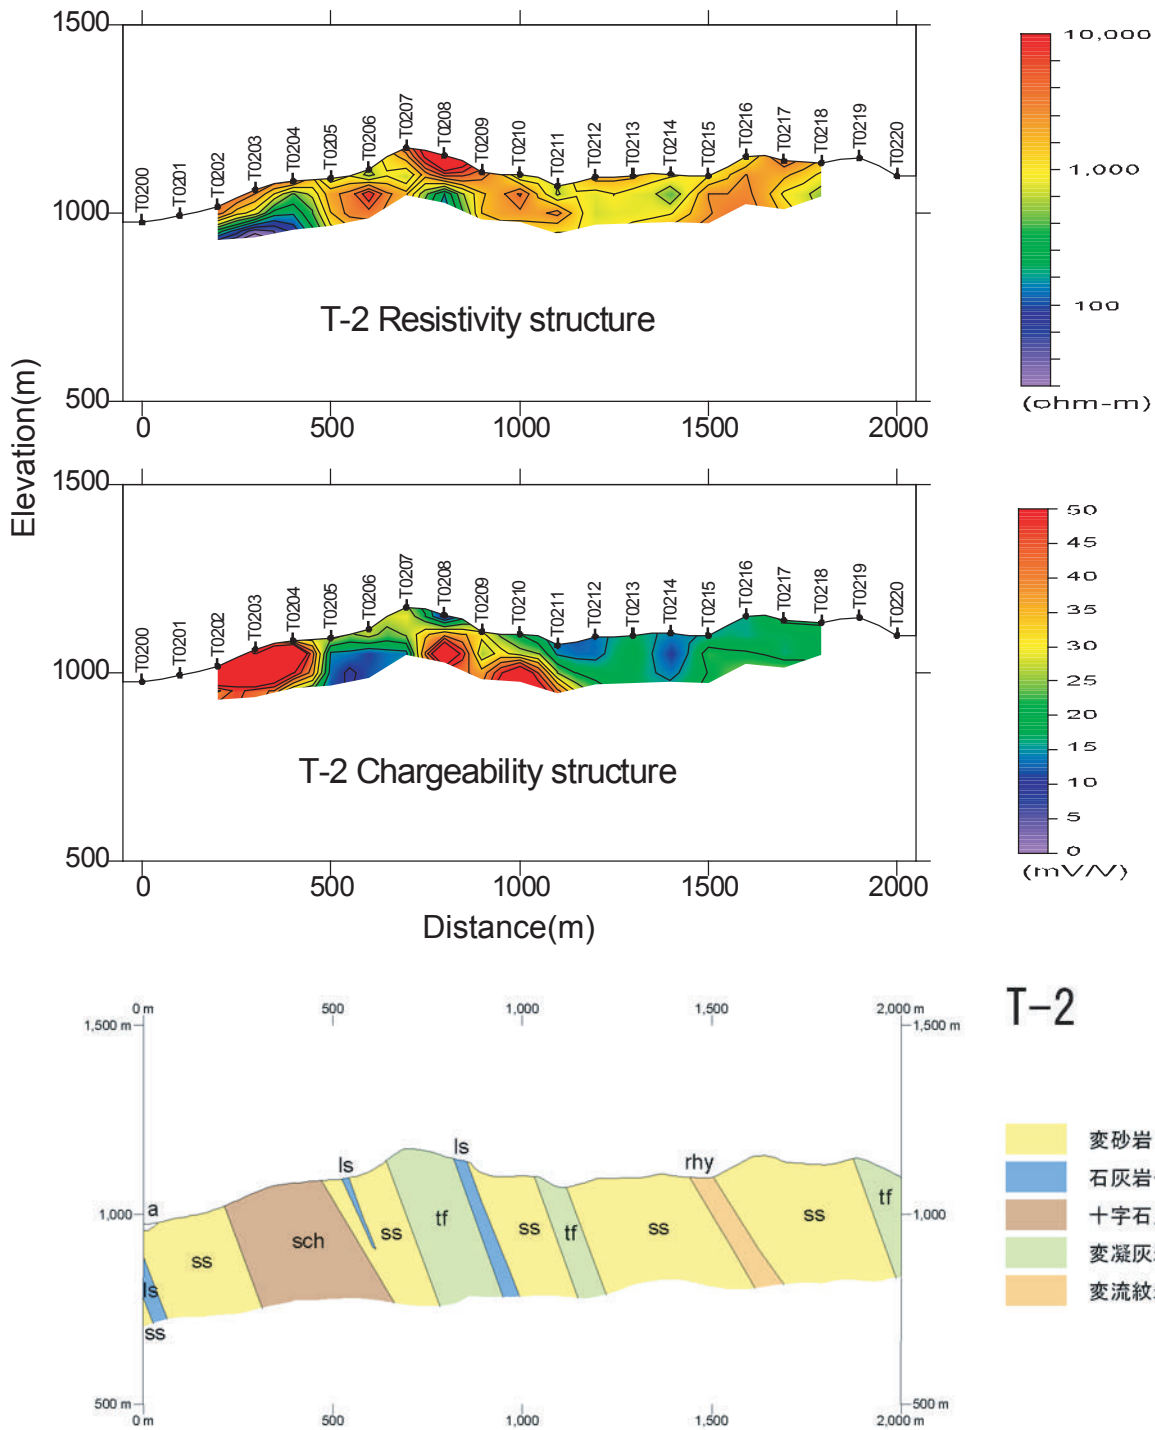 1500
1000
500
T0200
T0201
T0202
T0203
T0204
T0205
T0206
T0207
T0208
T0209
T0210
T0211
T0212
T0213
T0214
T0215
T0216
T0217
T0218
T0219
T0220
T-2 Resistivity structure
0
500
1000
1500
2000
10,000
1,000
100
(ohm-m)
Elevation(m)
1500
1000
500
T0200
T0201
T0202
T0203
T0204
T0205
T0206
T0207
T0208
T0209
T0210
T0211
T0212
T0213
T0214
T0215
T0216
T0217
T0218
T0219
T0220
T-2 Chargeability structure
0
500
1000
1500
2000
Distance(m)
50
45
40
35
30
25
20
15
10
5
0
(mV/V)
T-2
0 m
500
1,000
1,500
2,000 m
1,500 m
1,500 m
1,000
1,000
500 m
500 m
a
ls
ss
ss
sch
ls
ss
tf
ls
ss
tf
ss
rhy
ss
tf
0 m
500
1,000
1,500
2,000 m
変砂岩
石灰岩
十字石
変凝灰
変流紋